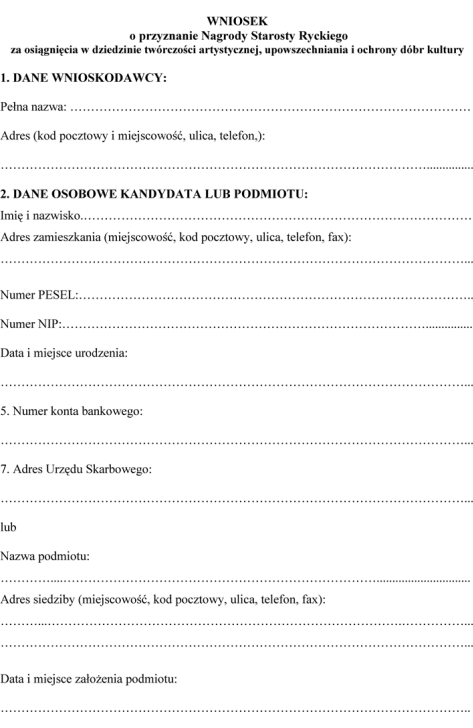 WNIOSEK
o przyznanie Nagrody Starosty Ryckiego
za osiągnięcia w dziedzinie twórczości artystycznej, upowszechniania i ochrony dóbr kultury
1. DANE WNIOSKODAWCY:
Pełna nazwa: ……………………………………………………………………………………
Adres (kod pocztowy i miejscowość, ulica, telefon,):
…………………………………………………………………………………………...............
2. DANE OSOBOWE KANDYDATA LUB PODMIOTU:
Imię i nazwisko……………………………………………………………………………………
Adres zamieszkania (miejscowość, kod pocztowy, ulica, telefon, fax):
……………………………………………………………………………………………………...
Numer PESEL:…………………………………………………………………………………..
Numer NIP:……………………………………………………………………………...............
Data i miejsce urodzenia:
……………………………………………………………………………………………………...
5. Numer konta bankowego:
……………………………………………………………………………………………………...
7. Adres Urzędu Skarbowego:
……………………………………………………………………………………………………...
lub
Nazwa podmiotu:
…………....……………………………………………………………………..............................
Adres siedziby (miejscowość, kod pocztowy, ulica, telefon, fax):
………...……………………………………………………………………………….…………...
……………………………………………………………………………………………………...
Data i miejsce założenia podmiotu:
……………………………………………………………………………………………………..